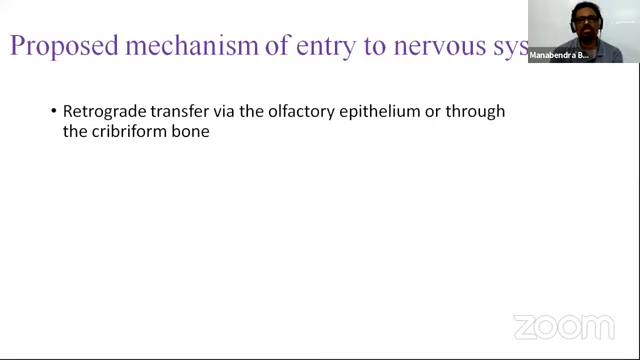 Proposed mechanism of entry to nervous sys
Manabendra B...
• Retrograde transfer via the olfactory epithelium or through
the cribriform bone
zoom